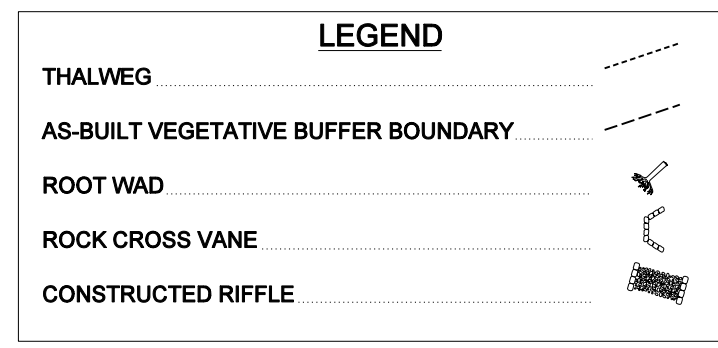 LEGEND
THALWEG
AS-BUILT VEGETATIVE BUFFER BOUNDARY
ROOT WAD
ROCK CROSS VANE
CONSTRUCTED RIFFLE